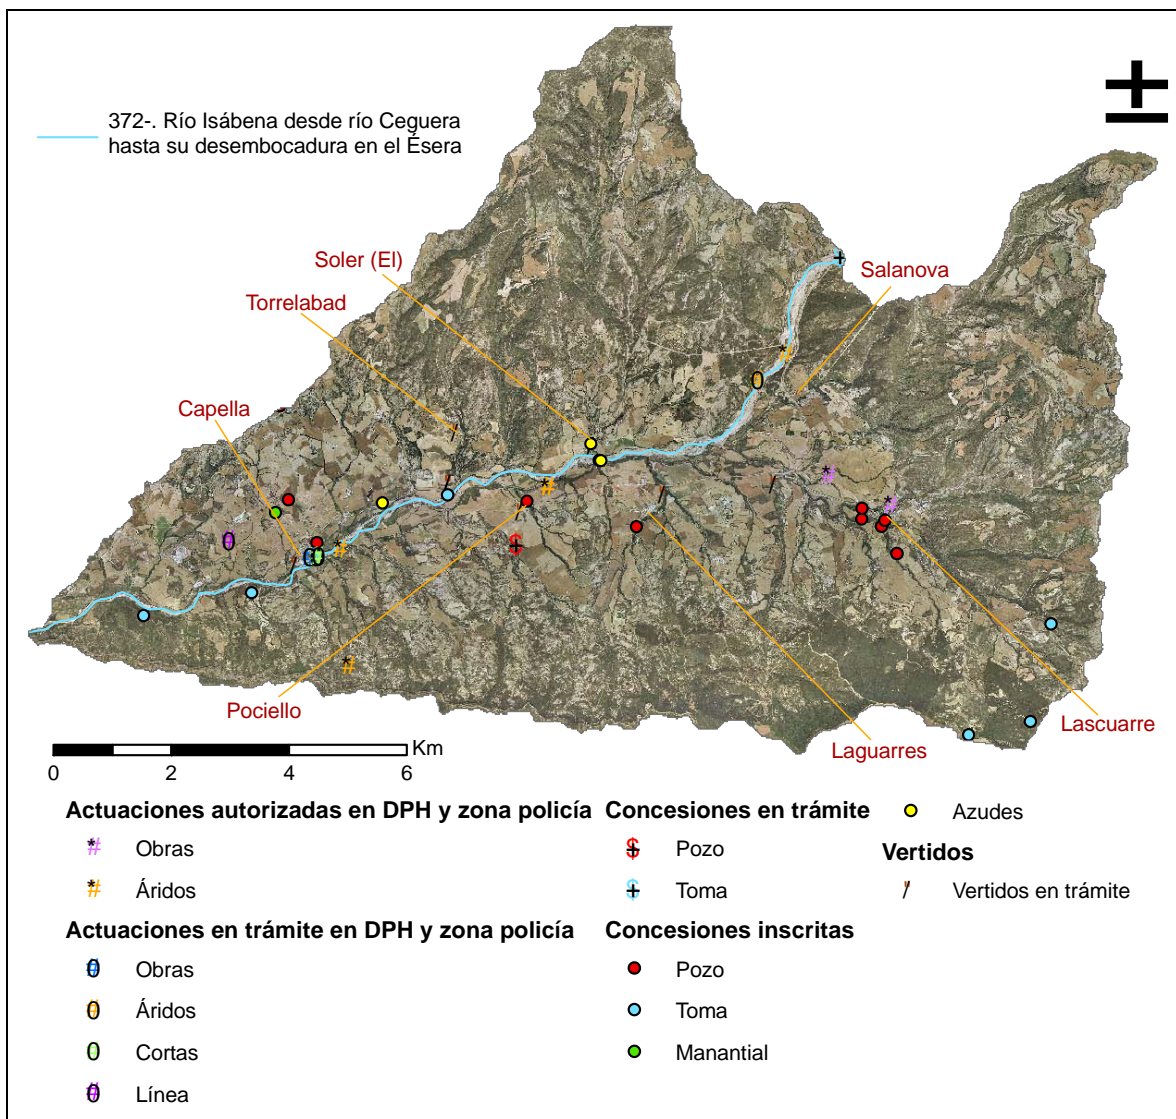 372-. Río Isábena desde río Ceguera
hasta su desembocadura en el Ésera
Soler (El)
Salanova
Torrelabad
Capella
Pociello
Lascuarre
Laguarres
Km
0 2 4 6
Actuaciones autorizadas en DPH y zona policía
Obras
Áridos
Actuaciones en trámite en DPH y zona policía
Obras
Áridos
Cortas
Línea
Concesiones en trámite
Pozo
Toma
Concesiones inscritas
Pozo
Toma
Manantial
Azudes
Vertidos
Vertidos en trámite